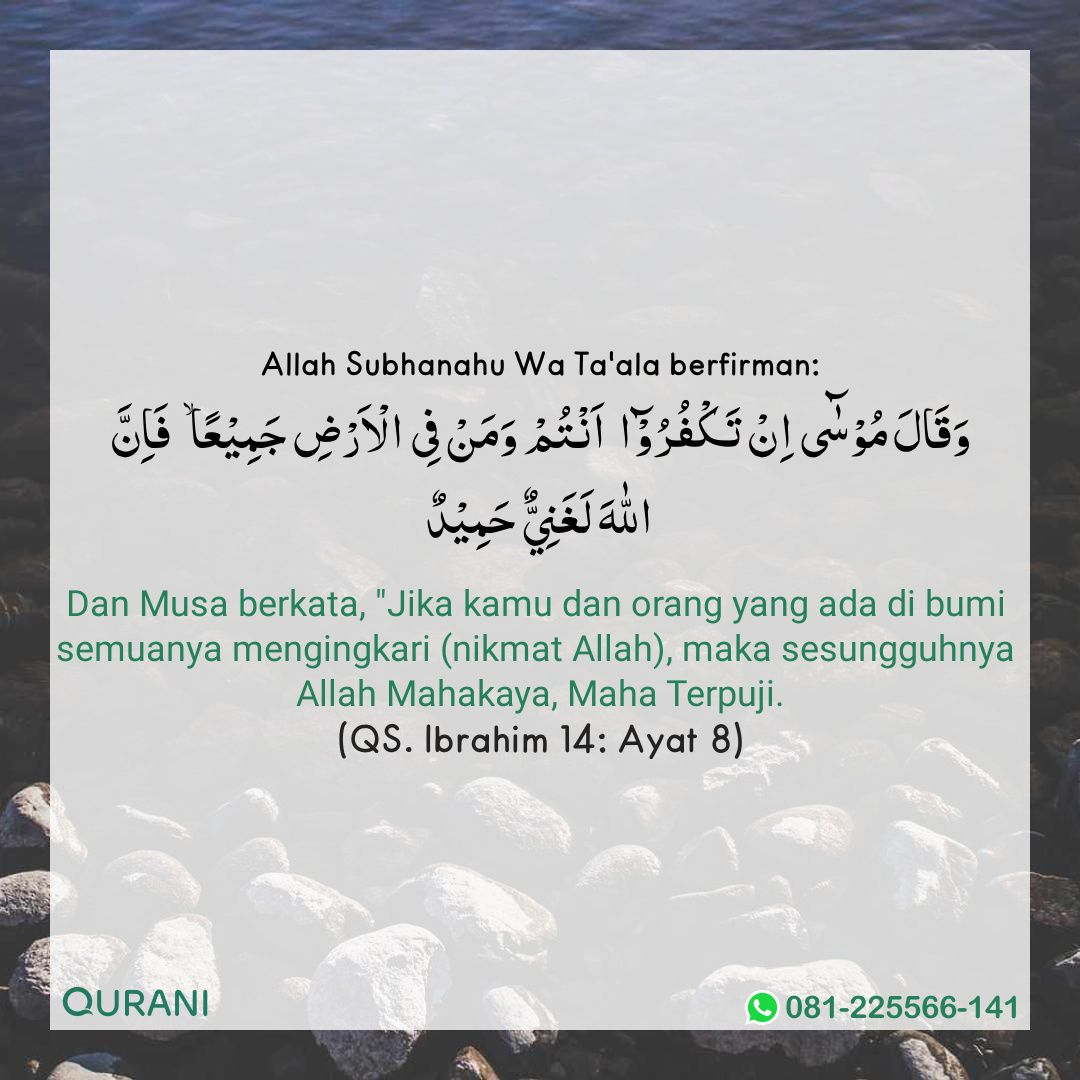 Allah Subhanahu Wa Ta'ala berfirman:
وَقَالَ مُوْسٰٓى اِنْ تَكْفُرُوْۤا اَنْتُمْ وَمَنْ فِى الْاَرْضِ جَمِيْعًا ۙ فَاِنَّ
اللّٰهَ لَـغَنِيٌّ حَمِيْدٌ
Dan Musa berkata, "Jika kamu dan orang yang ada di bumi
semuanya mengingkari (nikmat Allah), maka sesungguhnya
Allah Mahakaya, Maha Terpuji.
(QS. Ibrahim 14: Ayat 8)
QURANI
081-225566-141